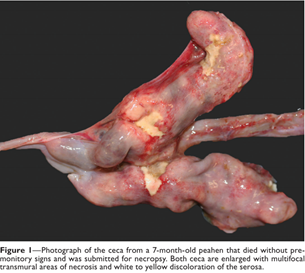 Figure 1—Photograph of the ceca from a 7-month-old peahen that died without pre-
monitory signs and was submitted for necropsy. Both ceca are enlarged with multifocal
transmural areas of necrosis and white to yellow discoloration of the serosa.